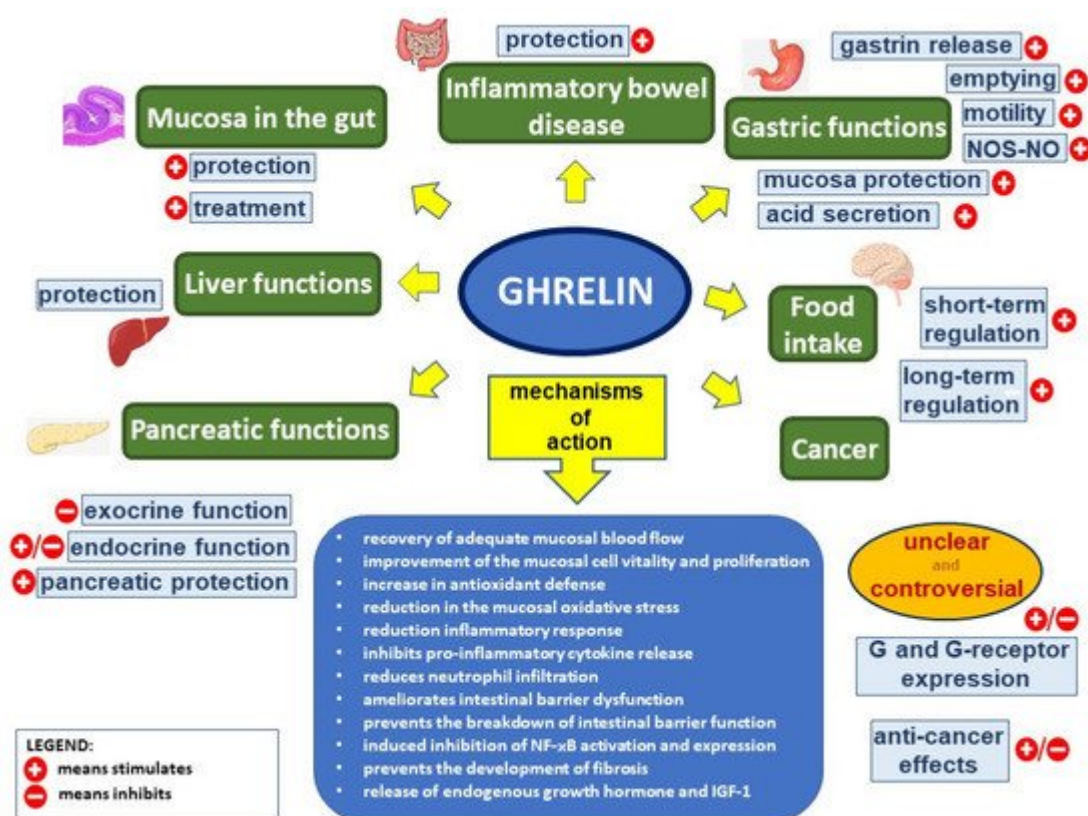 protection +
Inflammatory bowel
disease
gastrin release +
emptying +
motility +
NOS-NO +
Gastric functions
mucosa protection +
acid secretion +
Mucosa in the gut
+ protection
+ treatment
Liver functions
protection
GHRELIN
Food
intake
short-term
regulation +
long-term
regulation +
Pancreatic functions
mechanisms
of
action
Cancer
− exocrine function
+/− endocrine function
+ pancreatic protection
• recovery of adequate mucosal blood flow
• improvement of the mucosal cell vitality and proliferation
• increase in antioxidant defense
• reduction in the mucosal oxidative stress
• reduction inflammatory response
• inhibits pro-inflammatory cytokine release
• reduces neutrophil infiltration
• ameliorates intestinal barrier dysfunction
• prevents the breakdown of intestinal barrier function
• induced inhibition of NF-κB activation and expression
• prevents the development of fibrosis
• release of endogenous growth hormone and IGF-1
unclear
and
controversial
+/−
G and G-receptor
expression
anti-cancer
effects +/−
LEGEND:
+ means stimulates
− means inhibits